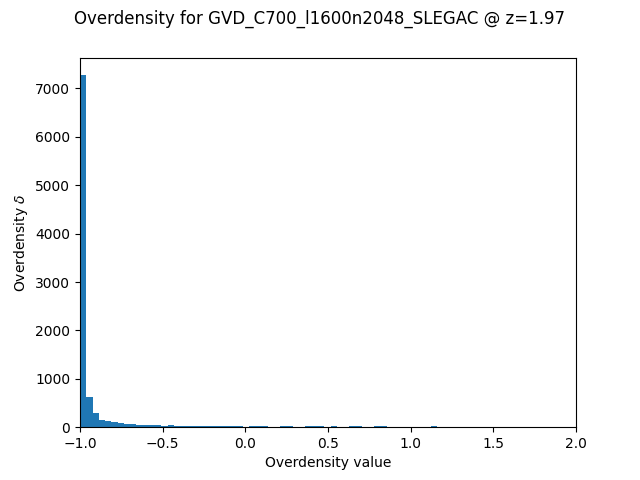 Overdensity for GVD_C700_l1600n2048_SLEGAC @ z=1.97
Overdensity δ
7000
6000
5000
4000
3000
2000
1000
0
−1.0 −0.5 0.0 0.5 1.0 1.5 2.0
Overdensity value